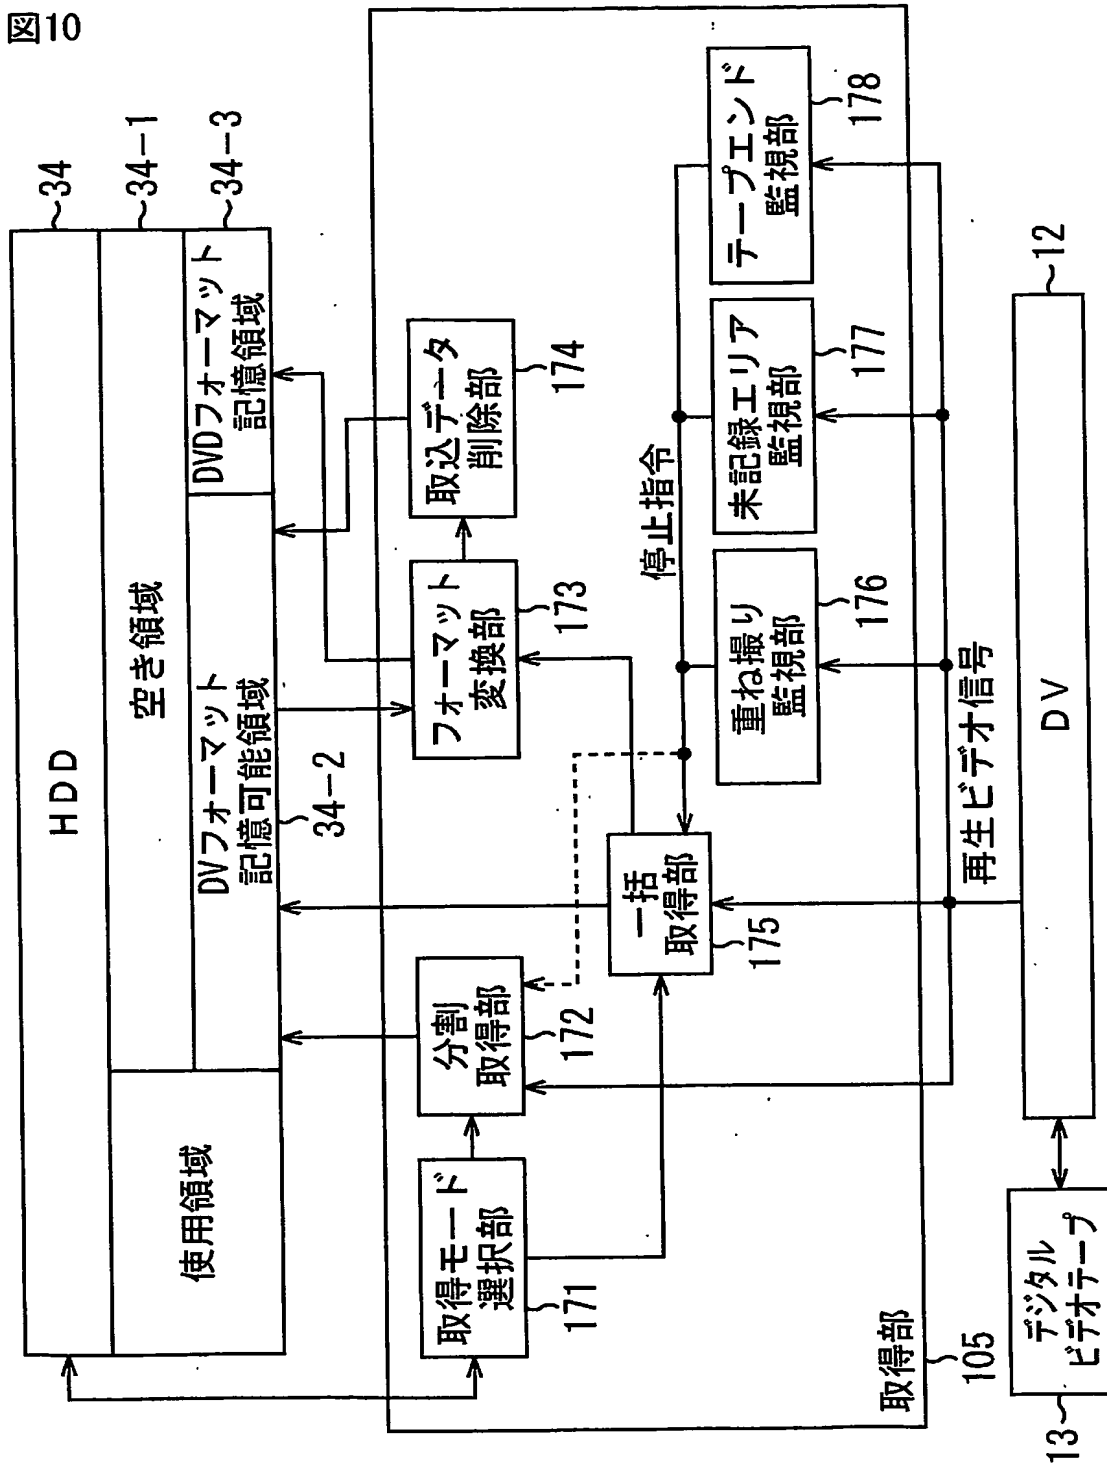 図10
HDD
34
空き領域
34-1
使用領域
DVフォーマット
記憶可能領域
34-2
DVDフォーマット
記憶領域
34-3
取得モード
選択部
171
分割
取得部
172
フォーマット
変換部
173
取込データ
削除部
174
一括
取得部
175
停止指令
重ね撮り
監視部
176
未記録エリア
監視部
177
テープエンド
監視部
178
取得部
105
再生ビデオ信号
デジタル
ビデオテープ
13
DV
12